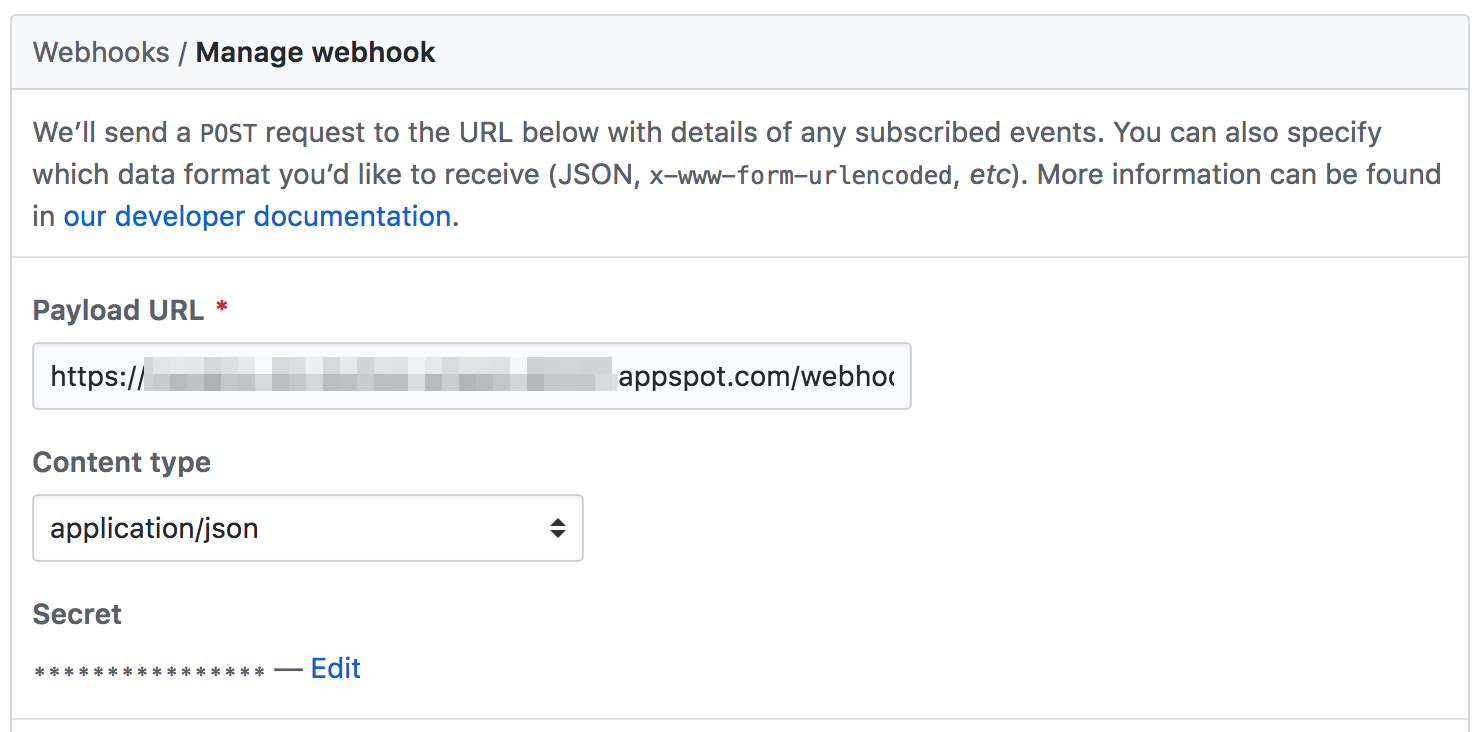 Webhooks / Manage webhook
We’ll send a POST request to the URL below with details of any subscribed events. You can also specify
which data format you’d like to receive (JSON, x-www-form-urlencoded, etc). More information can be found
in our developer documentation.
Payload URL *
https:// appspot.com/webhoo
Content type
application/json
Secret
**************** — Edit